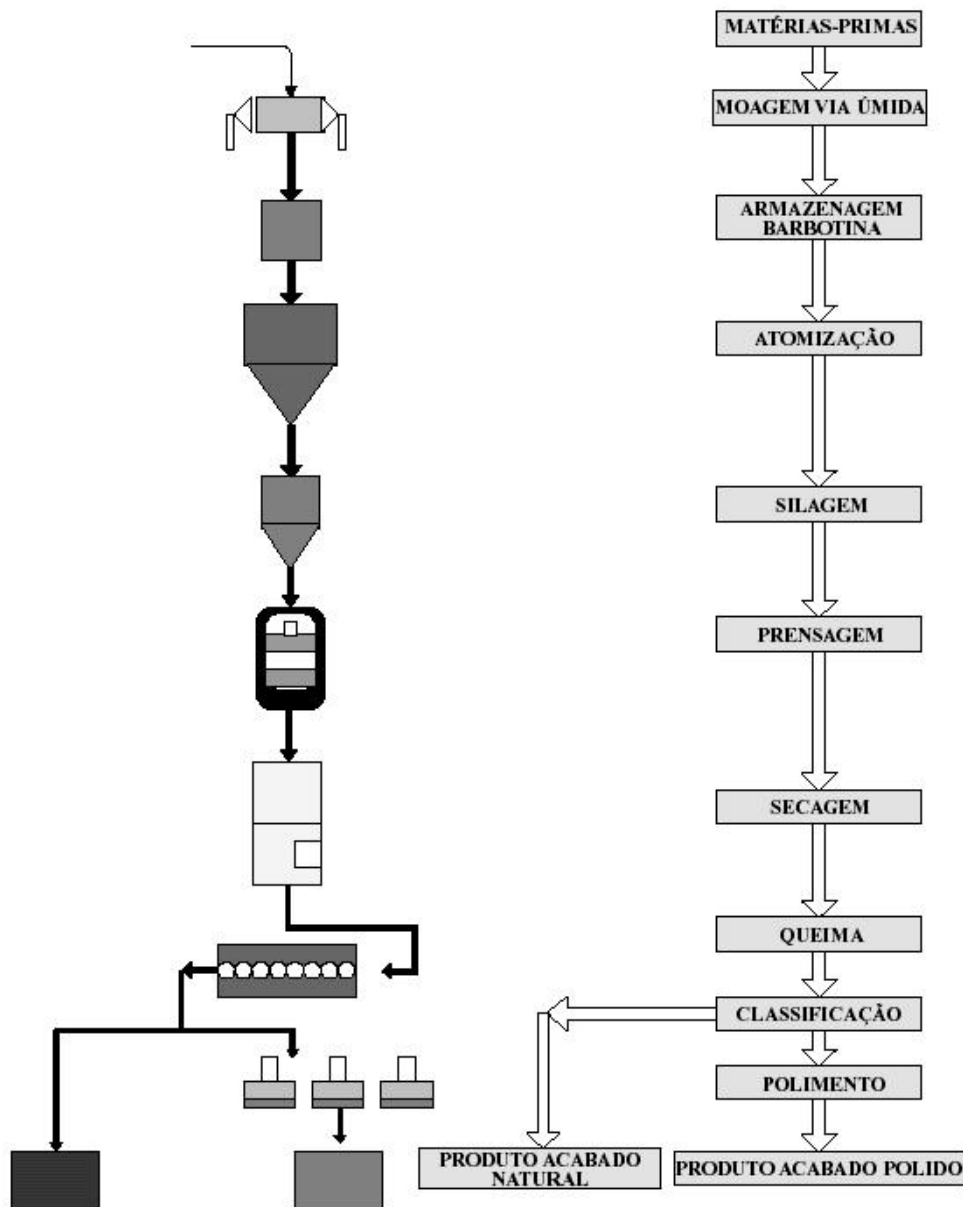 MATÉRIAS-PRIMAS
MOAGEM VIA ÚMIDA
ARMAZENAGEM
BARBOTINA
ATOMIZAÇÃO
SILAGEM
PRENSAGEM
SECAGEM
QUEIMA
CLASSIFICAÇÃO
POLIMENTO
PRODUTO ACABADO
NATURAL
PRODUTO ACABADO POLIDO